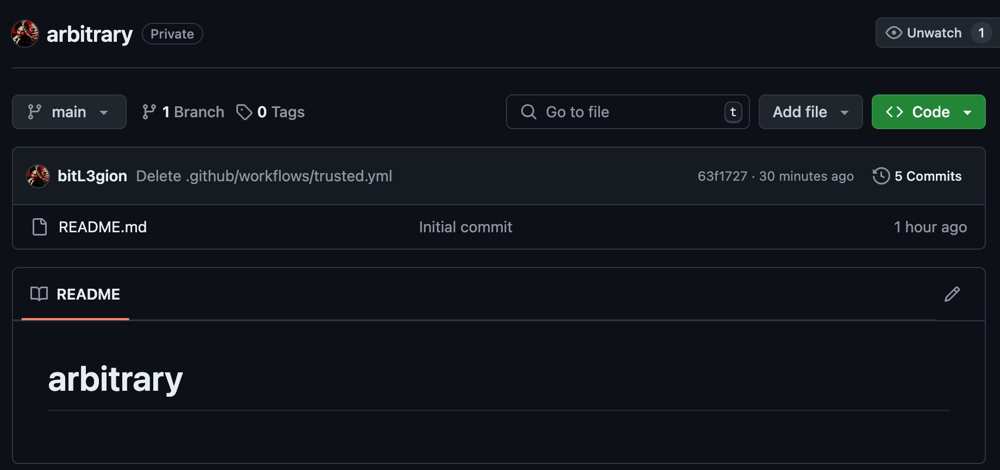 arbitrary Private Unwatch 1
main 1 Branch 0 Tags Go to file t Add file Code
bitL3gion Delete .github/workflows/trusted.yml 63f1727 · 30 minutes ago 5 Commits
README.md Initial commit 1 hour ago
README
arbitrary